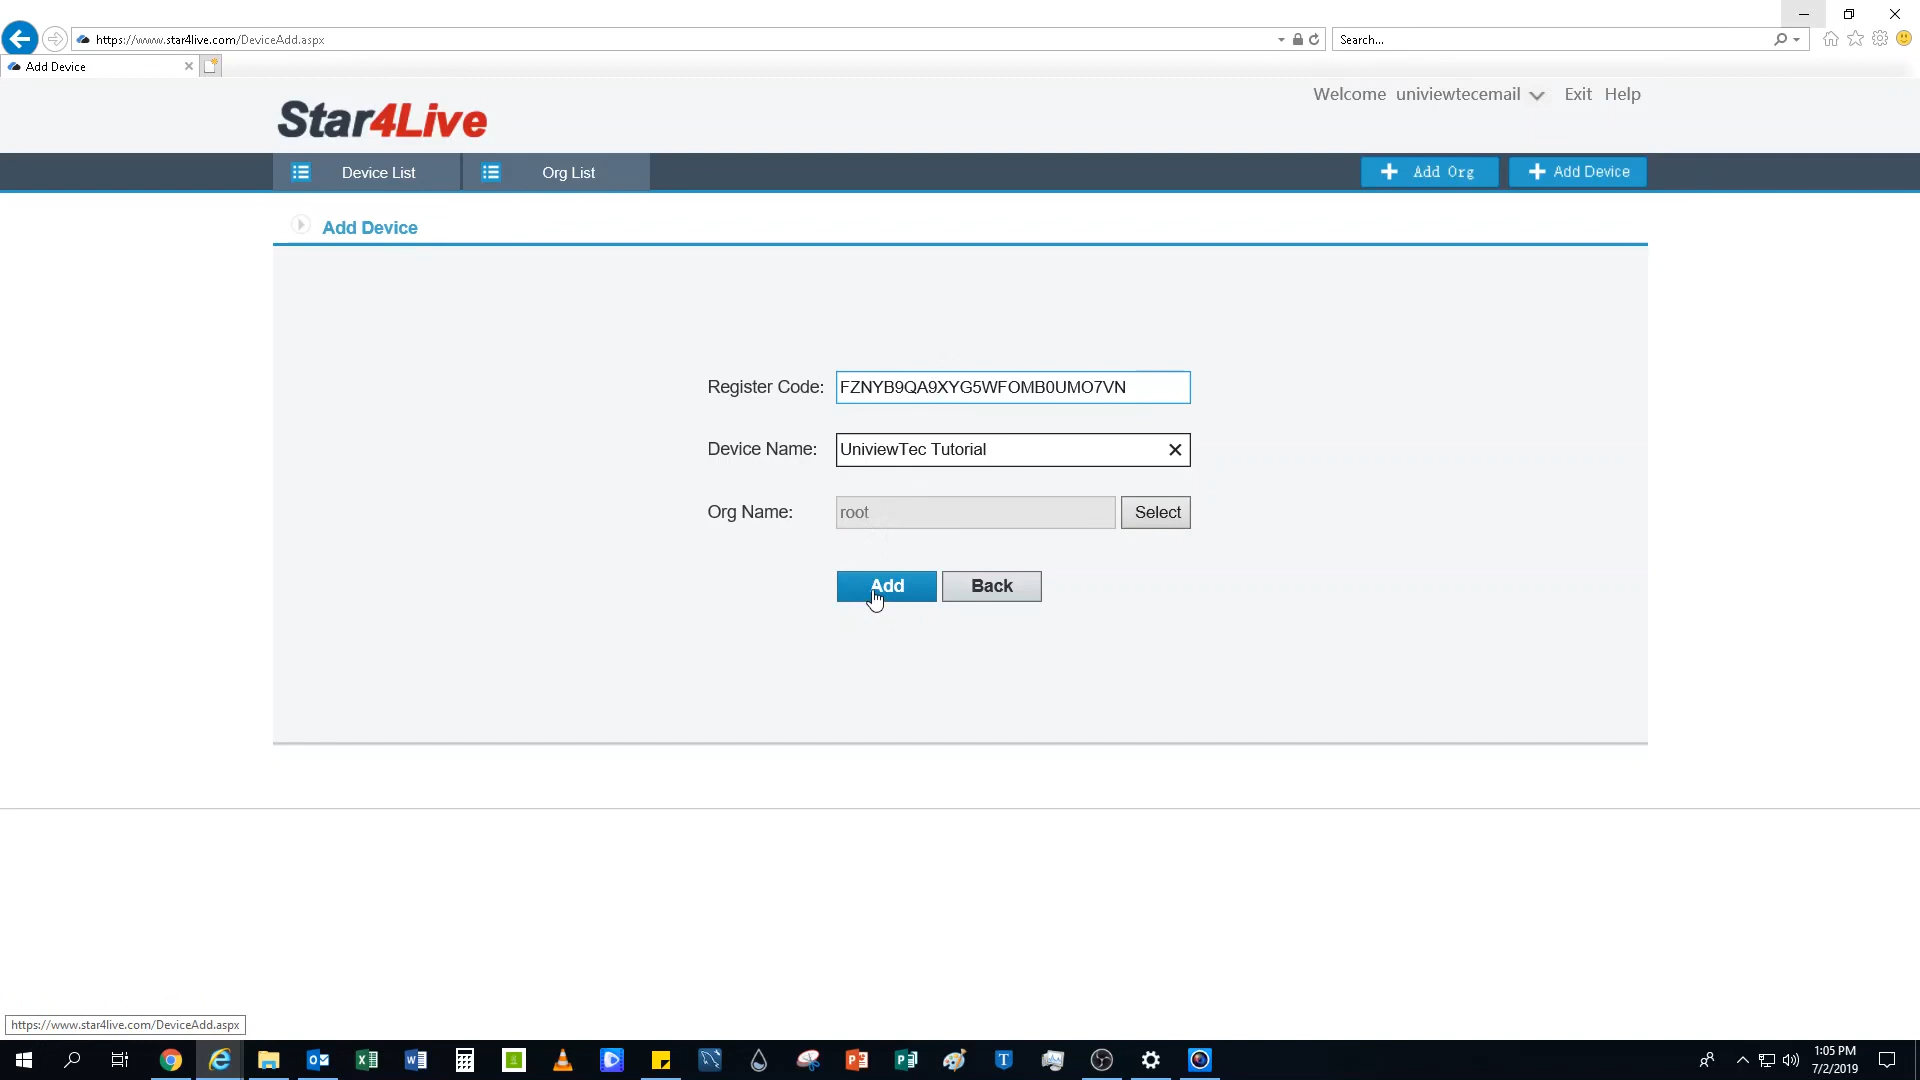 https://www.star4live.com/DeviceAdd.aspx
Search...
Add Device
Welcome univiewtecemail Exit Help
Star4Live
Device List
Org List
Add Org
Add Device
Add Device
Register Code: FZNYB9QA9XYG5WFOMB0UMO7VN
Device Name: UniviewTec Tutorial
Org Name: root Select
Add Back
https://www.star4live.com/DeviceAdd.aspx
1:05 PM
7/2/2019